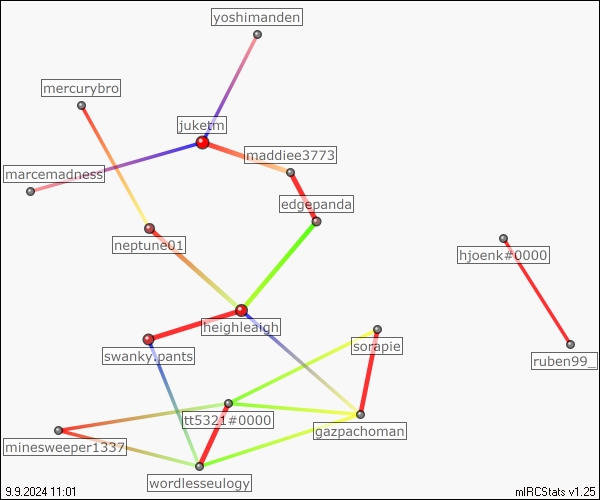 yoshimanden
mercurybro
juketm
maddiee3773
marcemadness
edgepanda
neptune01
hjoenk#0000
heighleaigh
sorapie
swanky.pants
ruben99_
tt5321#0000
gazpachoman
minesweeper1337
wordlesseulogy
9.9.2024 11:01
mIRCStats v1.25